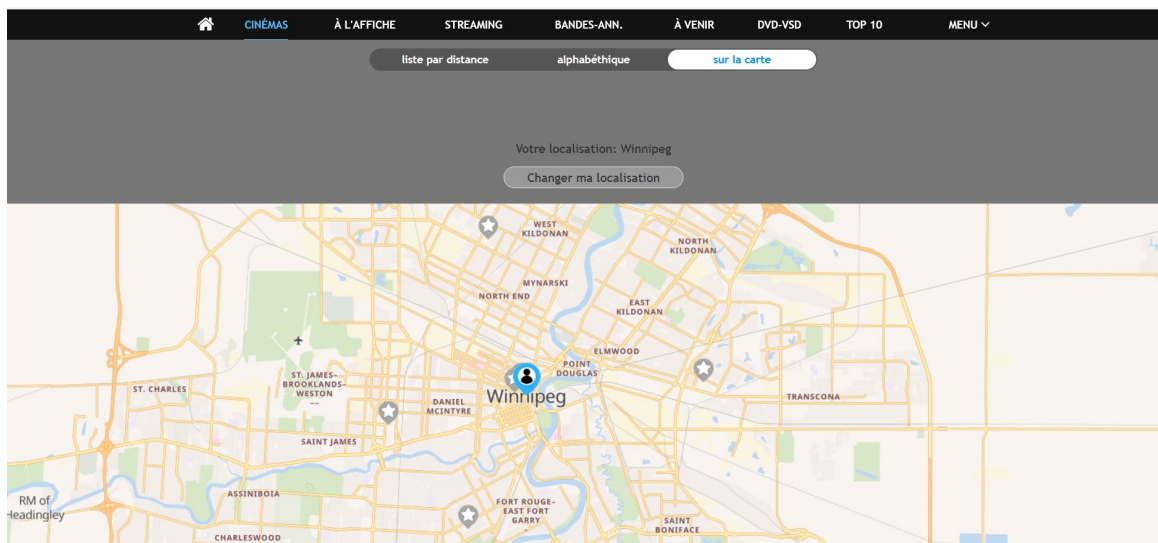 CINÉMAS À L'AFFICHE STREAMING BANDES-ANN. À VENIR DVD-VSD TOP 10 MENU
liste par distance alphabéthique sur la carte
Votre localisation: Winnipeg
Changer ma localisation
WEST
KILDONAN
NORTH
KILDONAN
MYNARSKI
NORTH END
EAST
KILDONAN
ELMWOOD
POINT
DOUGLAS
ST. JAMES-
BROOKLANDS-
WESTON
ST. CHARLES
DANIEL
MCINTYRE
Winnipeg
TRANSCONA
SAINT JAMES
ASSINIBOIA
RM of
Headingley
FORT ROUGE-
EAST FORT
GARRY
SAINT
BONIFACE
CHARLESWOOD